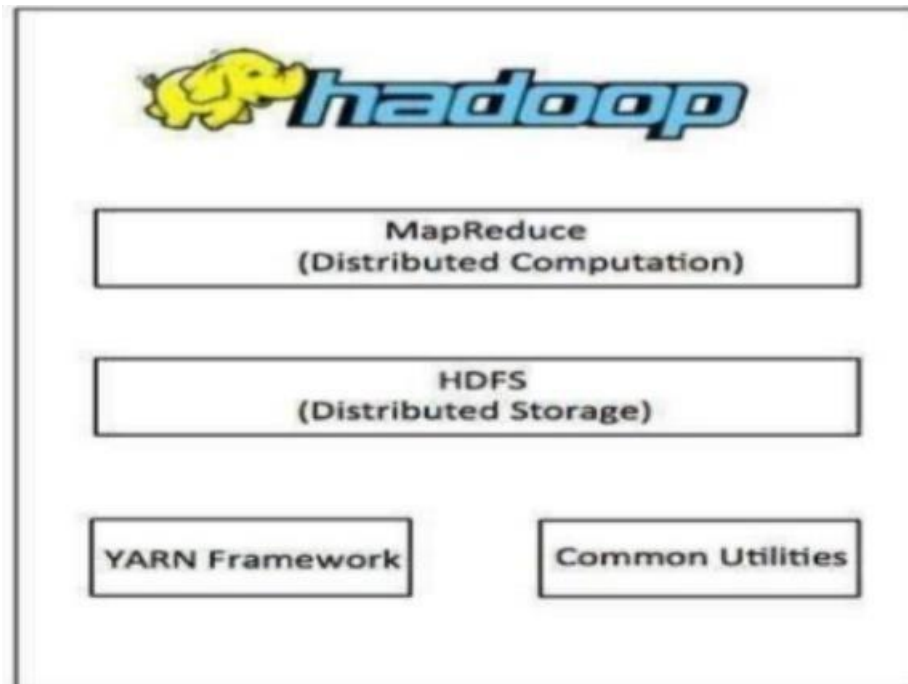 hadoop
MapReduce
(Distributed Computation)
HDFS
(Distributed Storage)
YARN Framework
Common Utilities